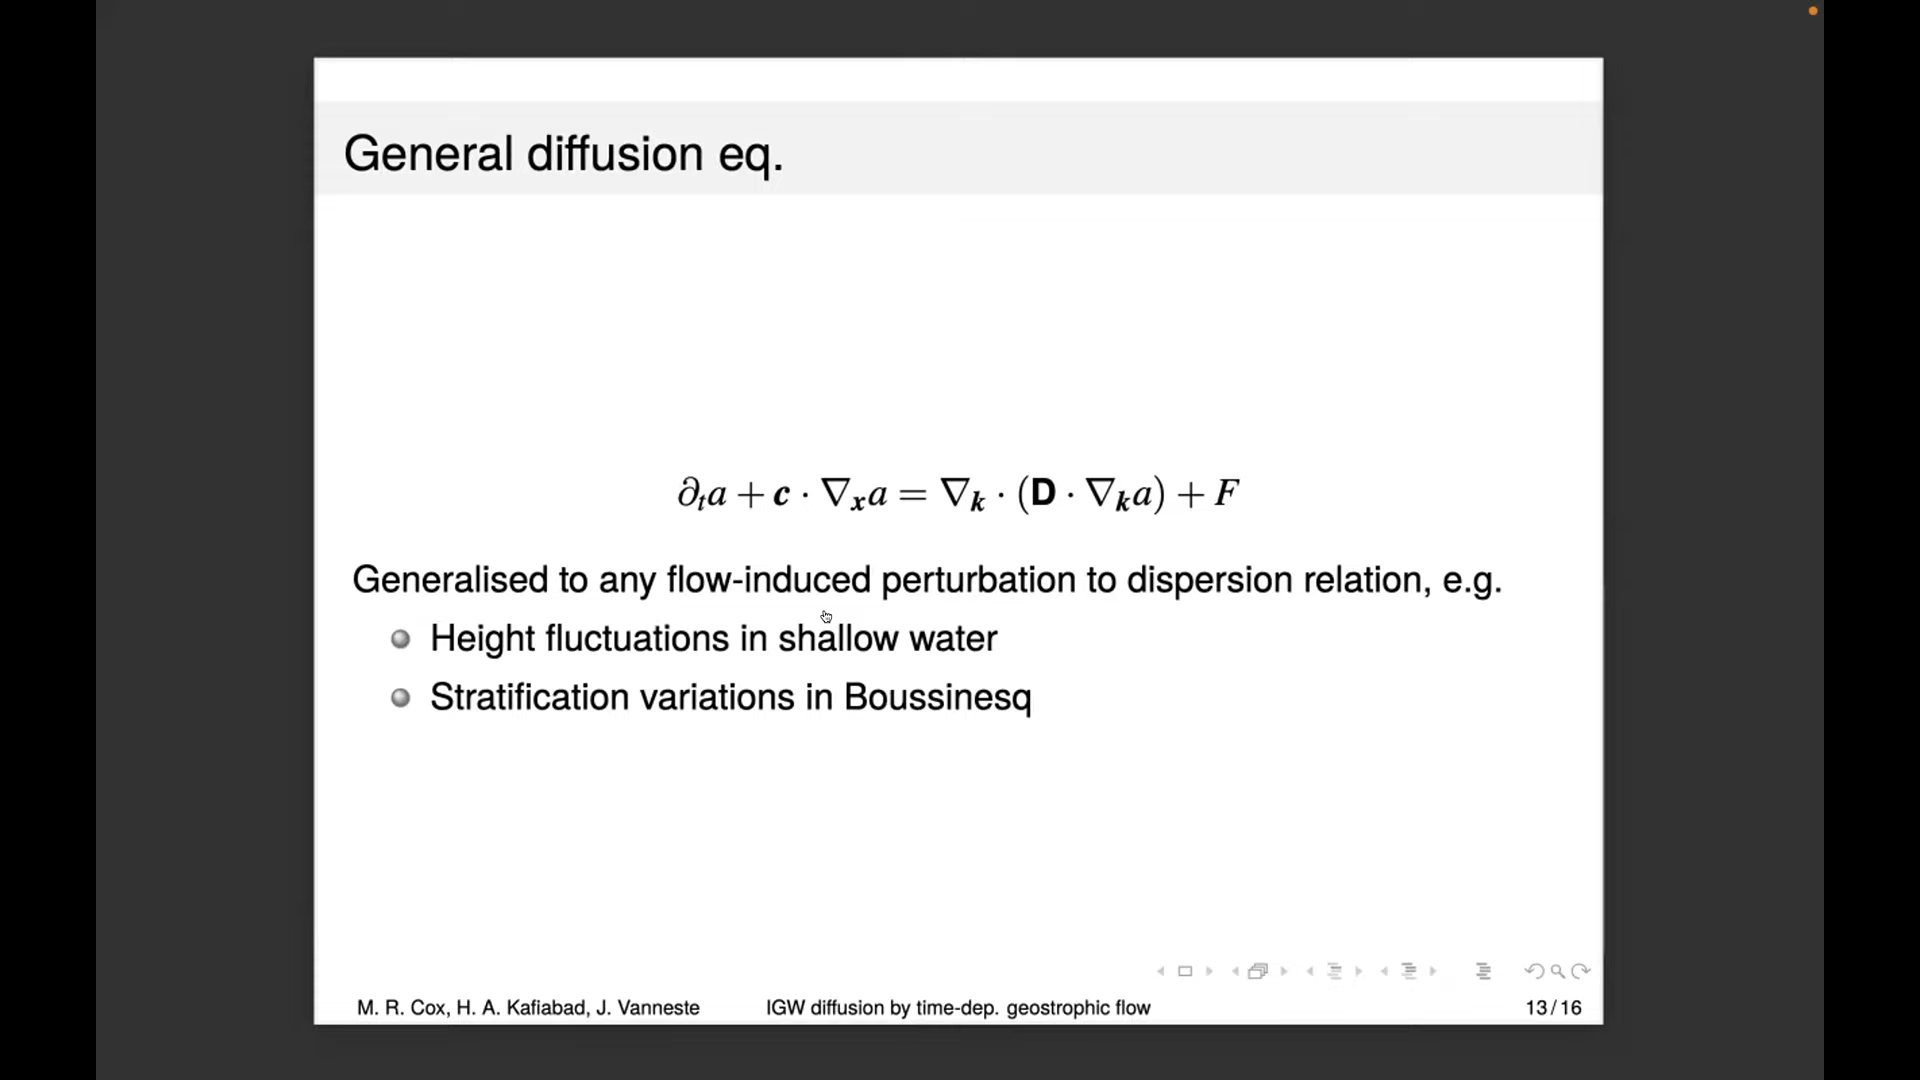 General diffusion eq.
∂ₜa + c · ∇ₓa = ∇ₖ · (D · ∇ₖa) + F
Generalised to any flow-induced perturbation to dispersion relation, e.g.
Height fluctuations in shallow water
Stratification variations in Boussinesq
M. R. Cox, H. A. Kafiabad, J. Vanneste IGW diffusion by time-dep. geostrophic flow 13 / 16